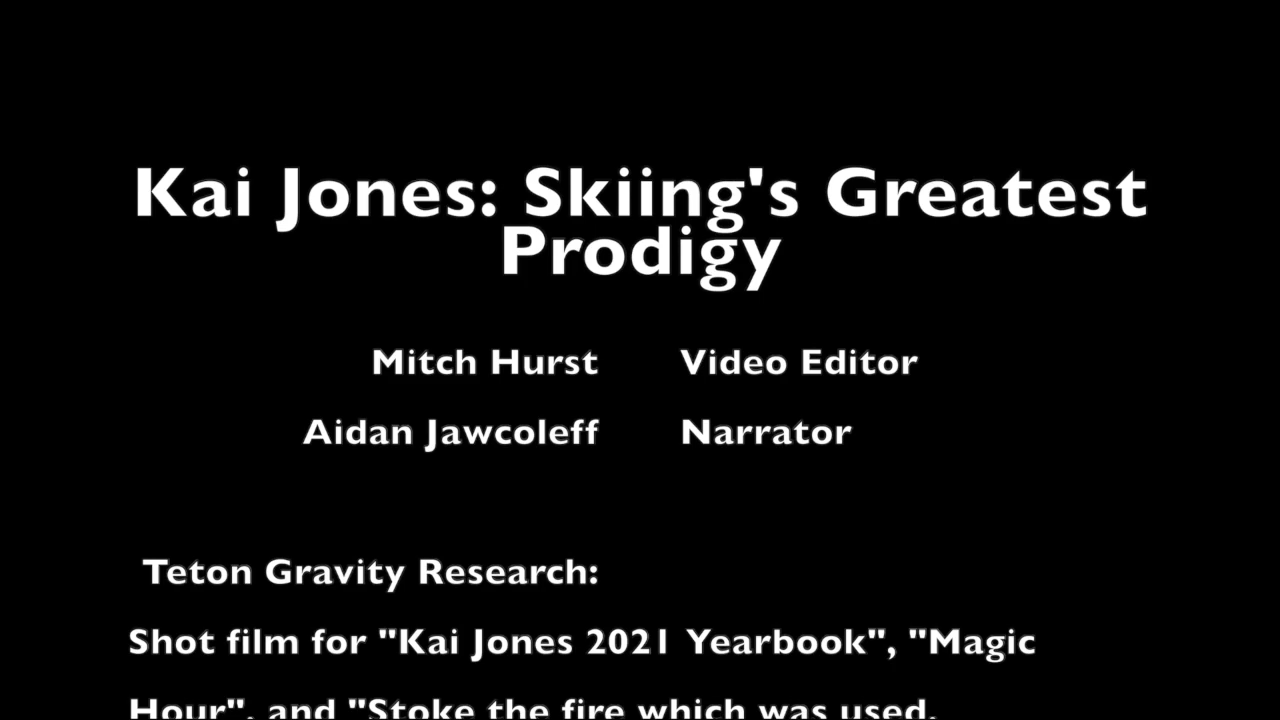 Kai Jones: Skiing's Greatest
Prodigy
Mitch Hurst Video Editor
Aidan Jawcoleff Narrator
Teton Gravity Research:
Shot film for "Kai Jones 2021 Yearbook", "Magic
Hour", and "Stoke the fire which was used.